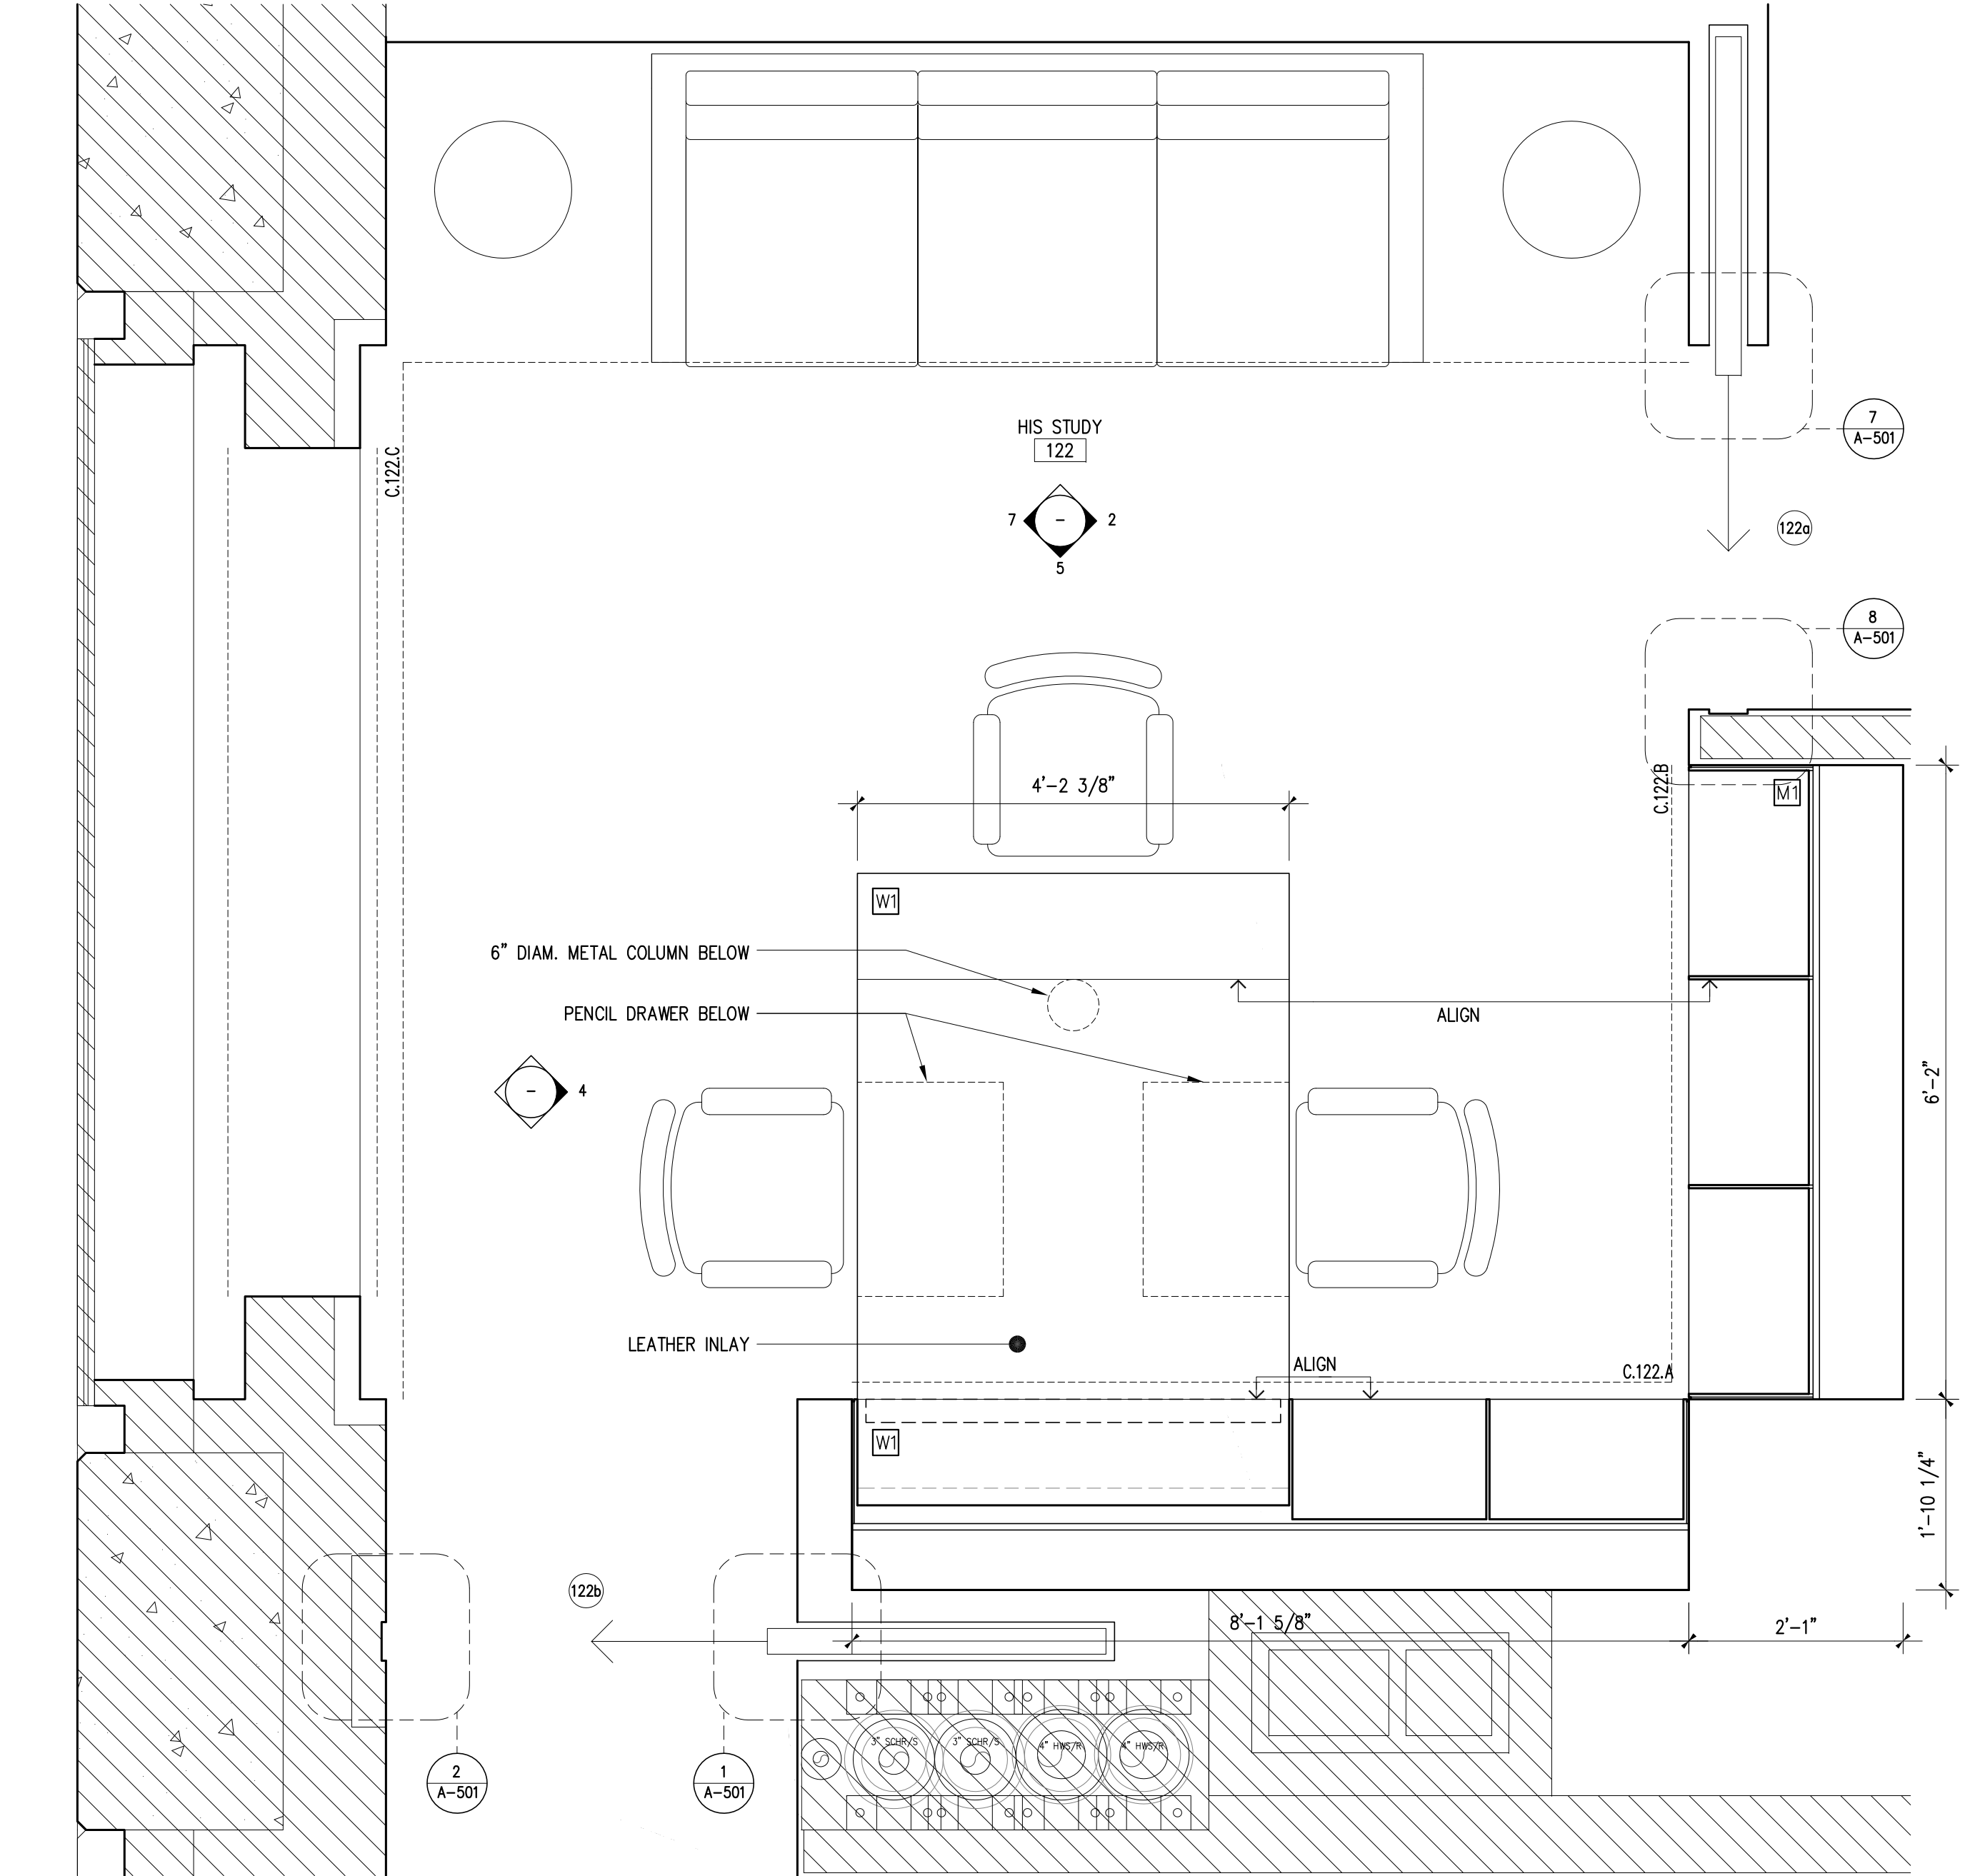 HIS STUDY
122
C.122.C
7
-
2
5
7
A-501
122a
8
A-501
4'-2 3/8"
C.122.B
M1
W1
6" DIAM. METAL COLUMN BELOW
PENCIL DRAWER BELOW
ALIGN
-
4
6'-2"
LEATHER INLAY
ALIGN
C.122.A
W1
1'-10 1/4"
122b
8'-1 5/8"
2'-1"
3" SCHR/S
3" SCHR/S
4" HWS/R
4" HWS/R
2
A-501
1
A-501